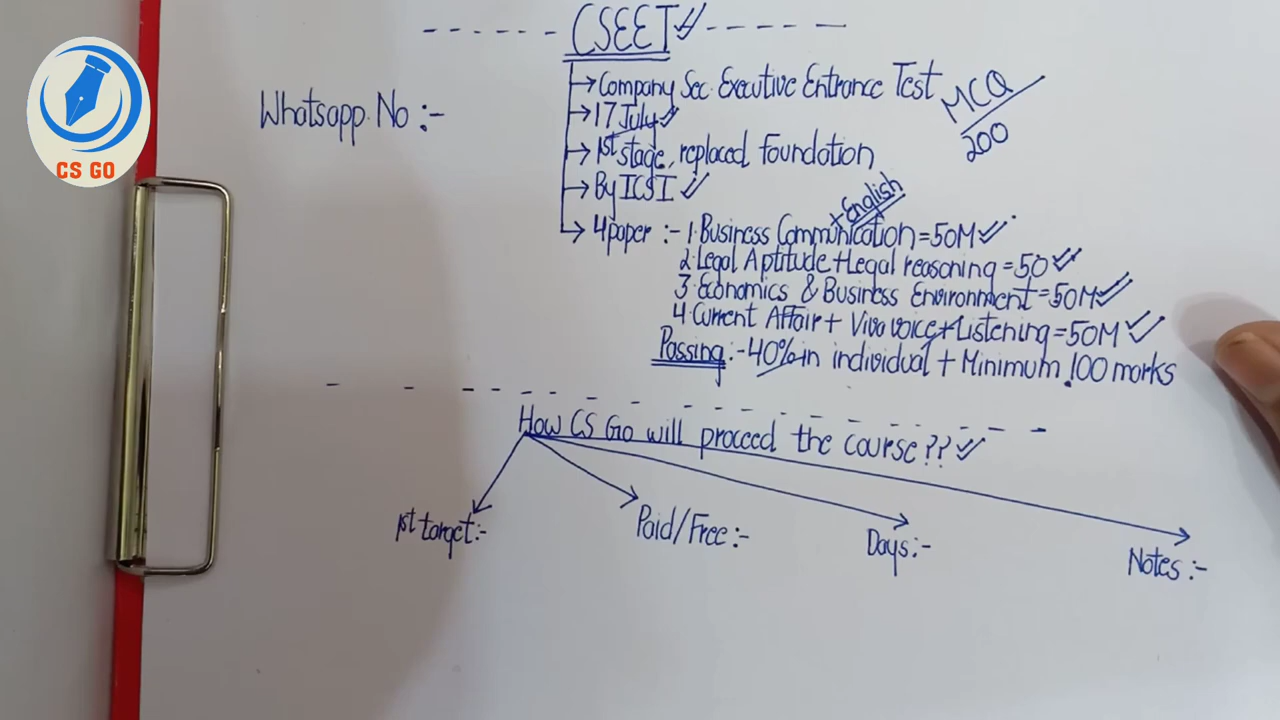 CSEET
Whatsapp No :-
Company Sec. Executive Entrance Test
MCQ
200
17 July
1st stage, replaced Foundation
By ICSI
+ English
4 paper :- 1. Business Communication = 50M
2. Legal Aptitude + Legal reasoning = 50
3. Economics & Business Environment = 50M
4. Current Affair + Viva voice + Listening = 50M
Passing :- 40% in individual + Minimum 100 marks
How CS Go will proceed the course??
1st target :-
Paid/Free :-
Days :-
Notes :-
CS GO